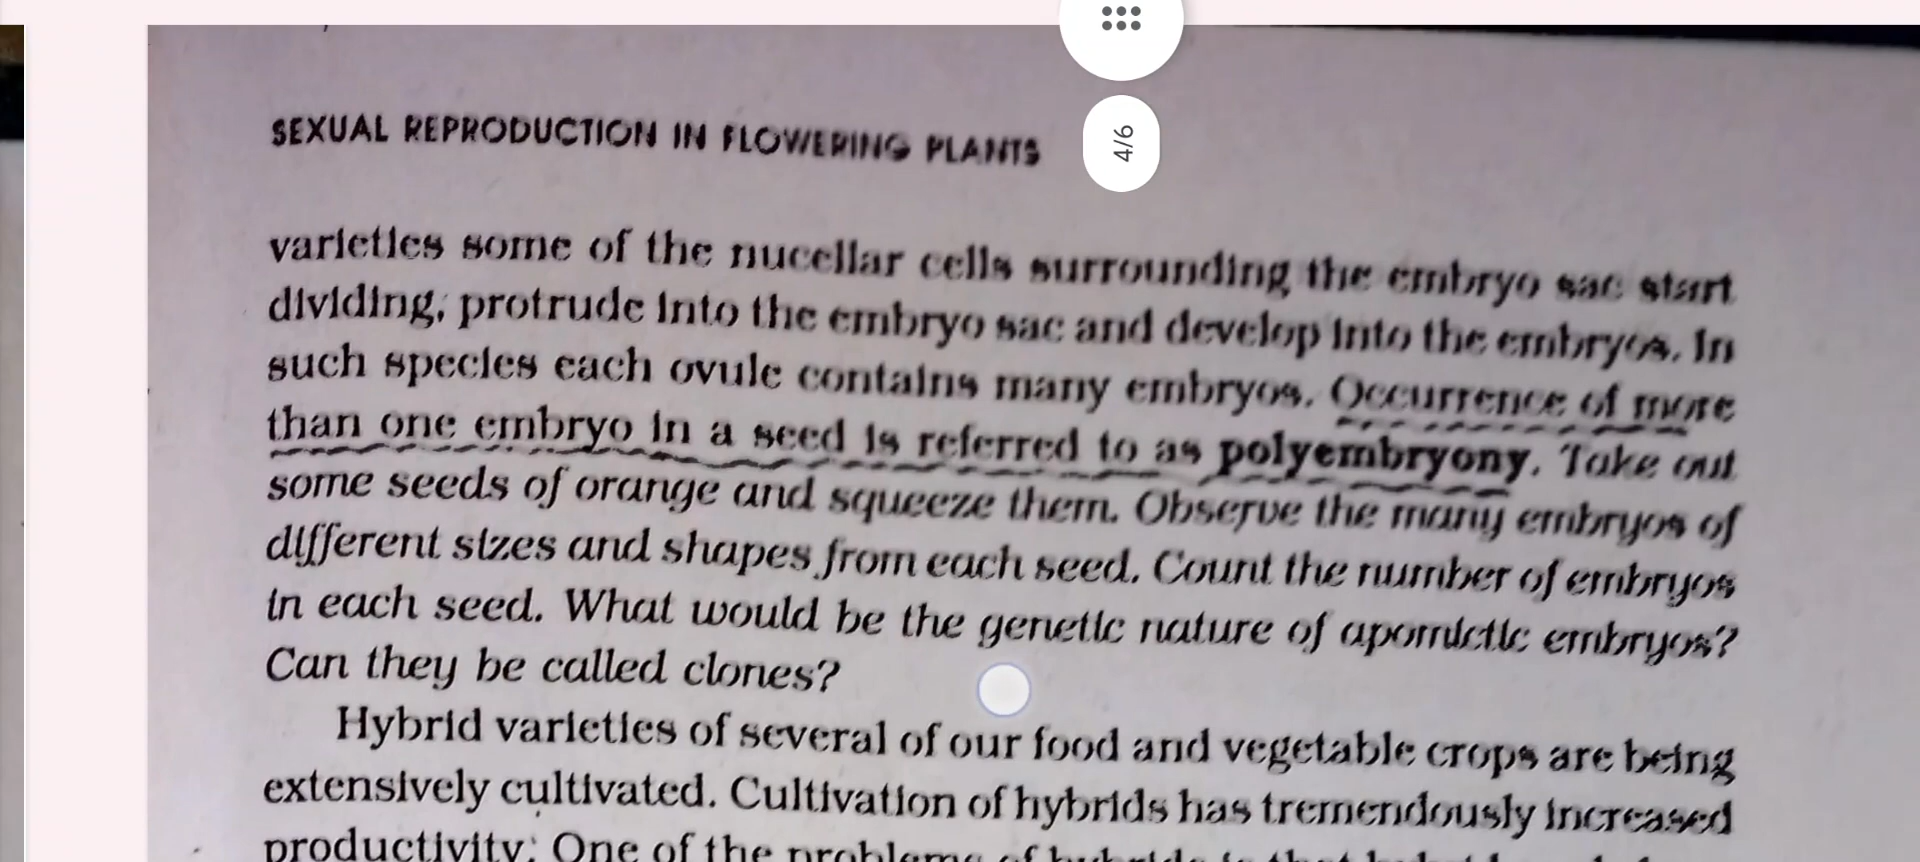 4/6
SEXUAL REPRODUCTION IN FLOWERING PLANTS
varieties some of the nucellar cells surrounding the embryo sac start
dividing, protrude into the embryo sac and develop into the embryos. In
such species each ovule contains many embryos. Occurrence of more
than one embryo in a seed is referred to as polyembryony. Take out
some seeds of orange and squeeze them. Observe the many embryos of
different sizes and shapes from each seed. Count the number of embryos
in each seed. What would be the genetic nature of apomictic embryos?
Can they be called clones?
Hybrid varieties of several of our food and vegetable crops are being
extensively cultivated. Cultivation of hybrids has tremendously increased
productivity. One of the problems of hybrids is that